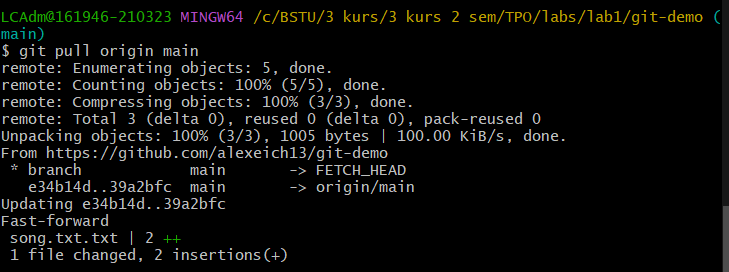 LCAdm@161946-210323 MINGW64 /c/BSTU/3 kurs/3 kurs 2 sem/TPO/labs/lab1/git-demo (
main)
$ git pull origin main
remote: Enumerating objects: 5, done.
remote: Counting objects: 100% (5/5), done.
remote: Compressing objects: 100% (3/3), done.
remote: Total 3 (delta 0), reused 0 (delta 0), pack-reused 0
Unpacking objects: 100% (3/3), 1005 bytes | 100.00 KiB/s, done.
From https://github.com/alexeich13/git-demo
 * branch            main       -> FETCH_HEAD
   e34b14d..39a2bfc  main       -> origin/main
Updating e34b14d..39a2bfc
Fast-forward
 song.txt.txt | 2 ++
 1 file changed, 2 insertions(+)